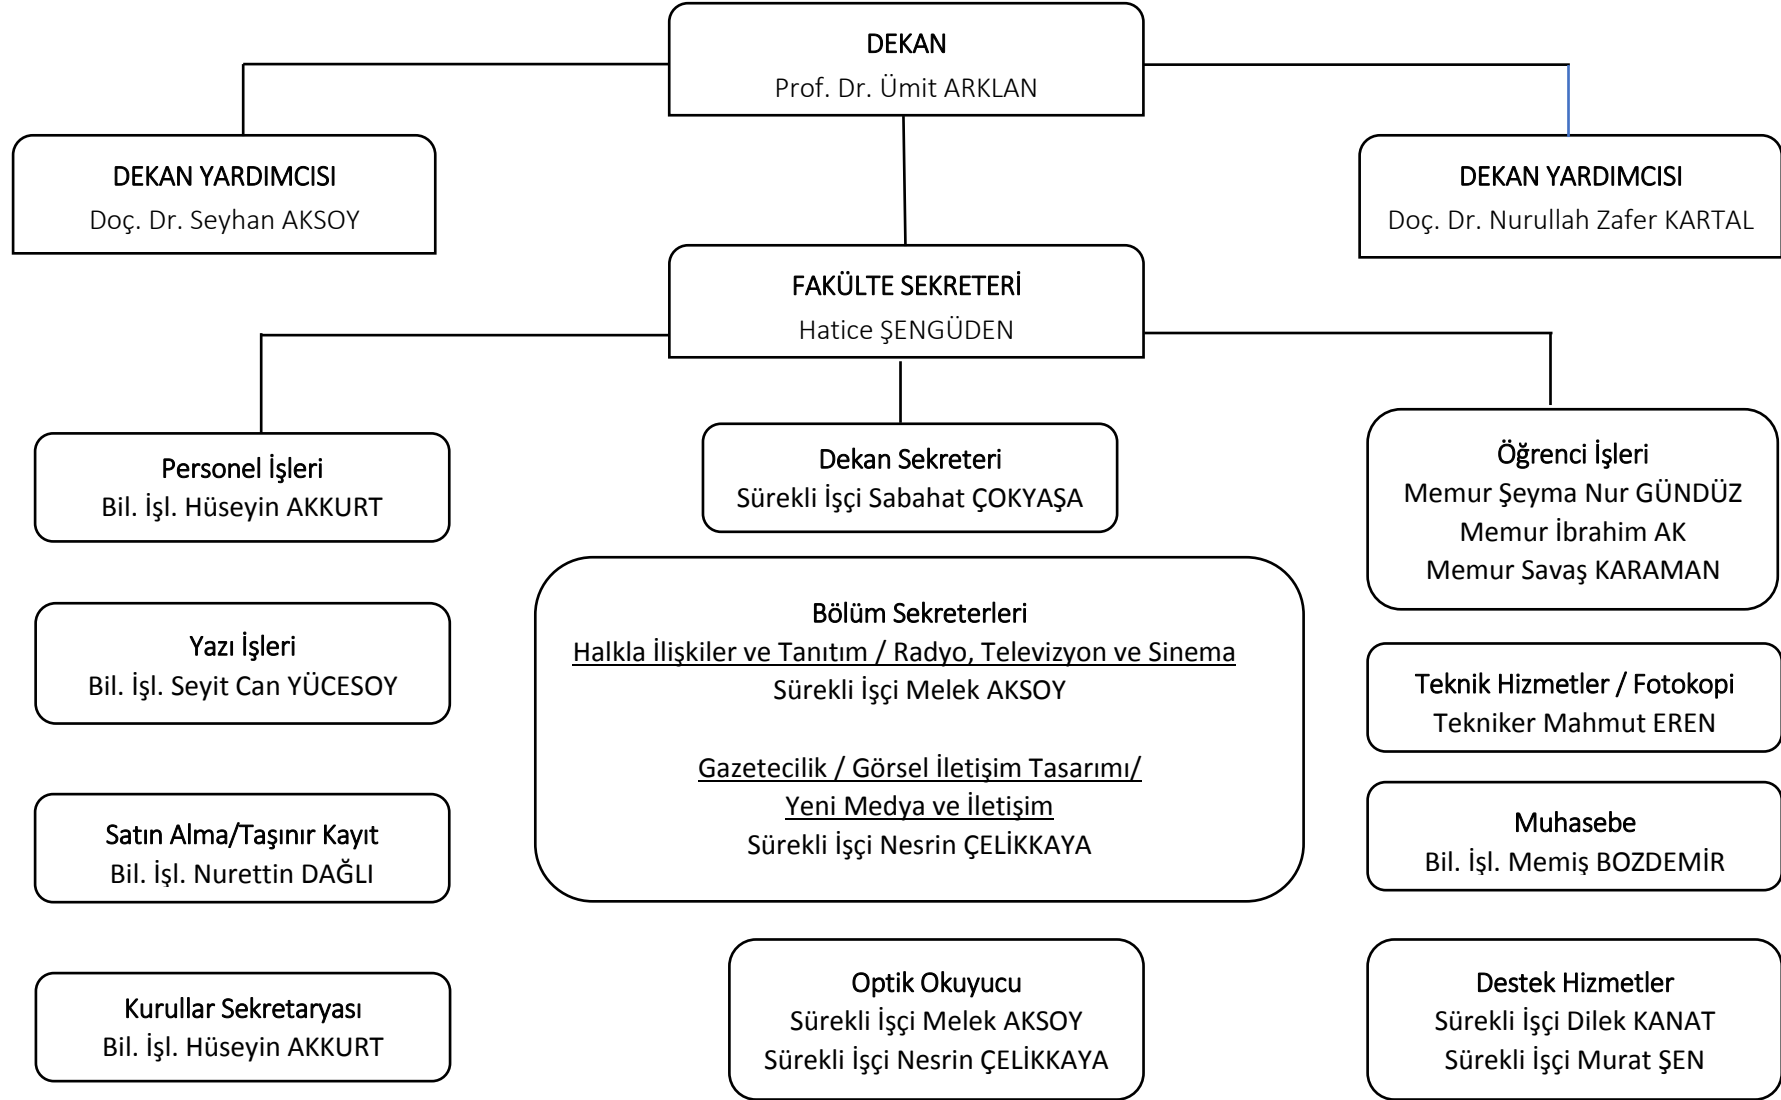 DEKAN
Prof. Dr. Ümit ARKLAN
DEKAN YARDIMCISI
Doç. Dr. Seyhan AKSOY
DEKAN YARDIMCISI
Doç. Dr. Nurullah Zafer KARTAL
FAKÜLTE SEKRETERİ
Hatice ŞENGÜDEN
Personel İşleri
Bil. İşl. Hüseyin AKKURT
Dekan Sekreteri
Sürekli İşçi Sabahat ÇOKYAŞA
Öğrenci İşleri
Memur Şeyma Nur GÜNDÜZ
Memur İbrahim AK
Memur Savaş KARAMAN
Yazı İşleri
Bil. İşl. Seyit Can YÜCESOY
Bölüm Sekreterleri
Halkla İlişkiler ve Tanıtım / Radyo, Televizyon ve Sinema
Sürekli İşçi Melek AKSOY
Gazetecilik / Görsel İletişim Tasarımı/
Yeni Medya ve İletişim
Sürekli İşçi Nesrin ÇELİKKAYA
Teknik Hizmetler / Fotokopi
Tekniker Mahmut EREN
Satın Alma/Taşınır Kayıt
Bil. İşl. Nurettin DAĞLI
Muhasebe
Bil. İşl. Memiş BOZDEMİR
Kurullar Sekretaryası
Bil. İşl. Hüseyin AKKURT
Optik Okuyucu
Sürekli İşçi Melek AKSOY
Sürekli İşçi Nesrin ÇELİKKAYA
Destek Hizmetler
Sürekli İşçi Dilek KANAT
Sürekli İşçi Murat ŞEN